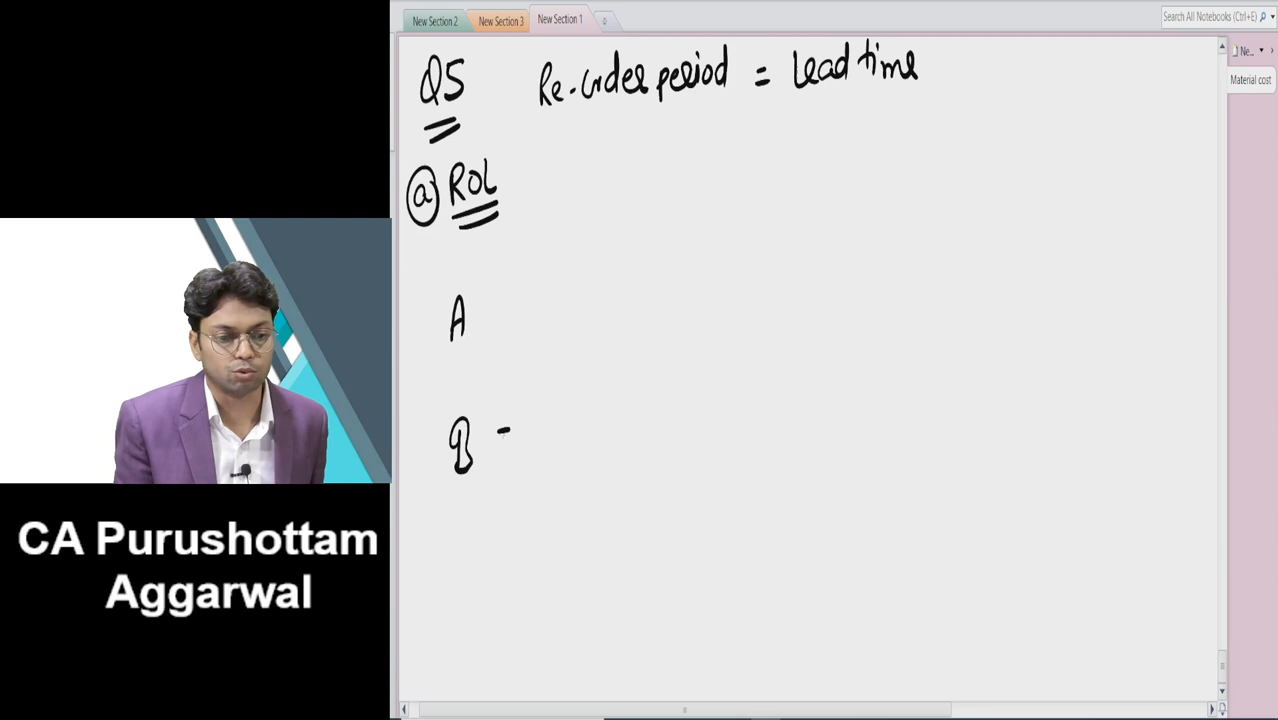 New Section 2 New Section 3 New Section 1
Search All Notebooks (Ctrl+E)
Ne...
Material cost
Q5 Re-order period = lead time
(a) ROL
A
B -
CA Purushottam
Aggarwal